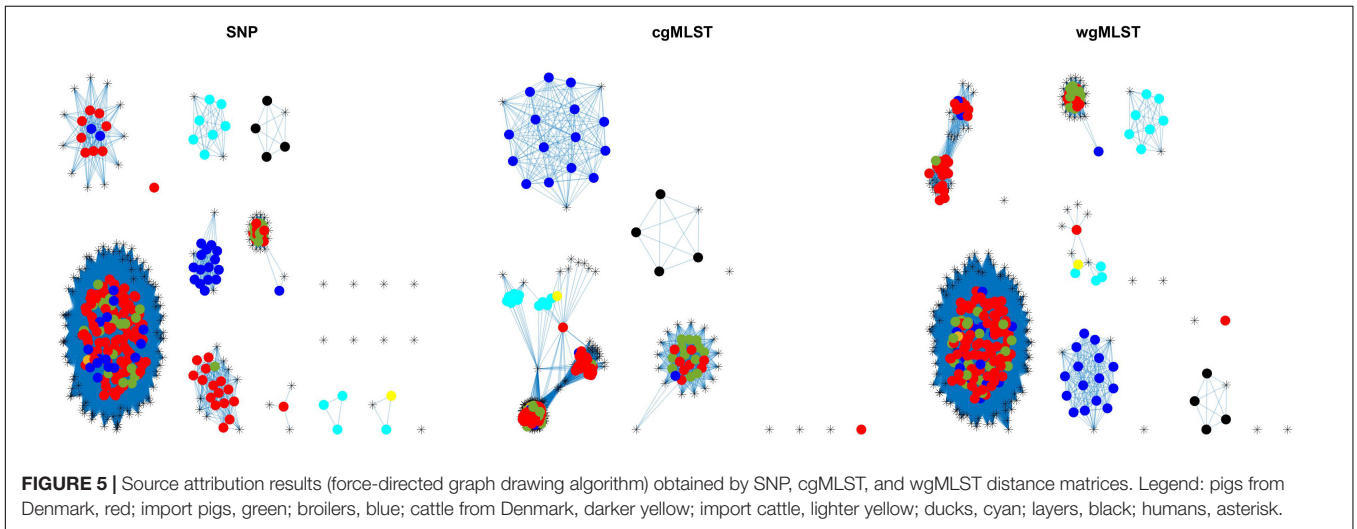 SNP
cgMLST
wgMLST
FIGURE 5 | Source attribution results (force-directed graph drawing algorithm) obtained by SNP, cgMLST, and wgMLST distance matrices. Legend: pigs from
Denmark, red; import pigs, green; broilers, blue; cattle from Denmark, darker yellow; import cattle, lighter yellow; ducks, cyan; layers, black; humans, asterisk.